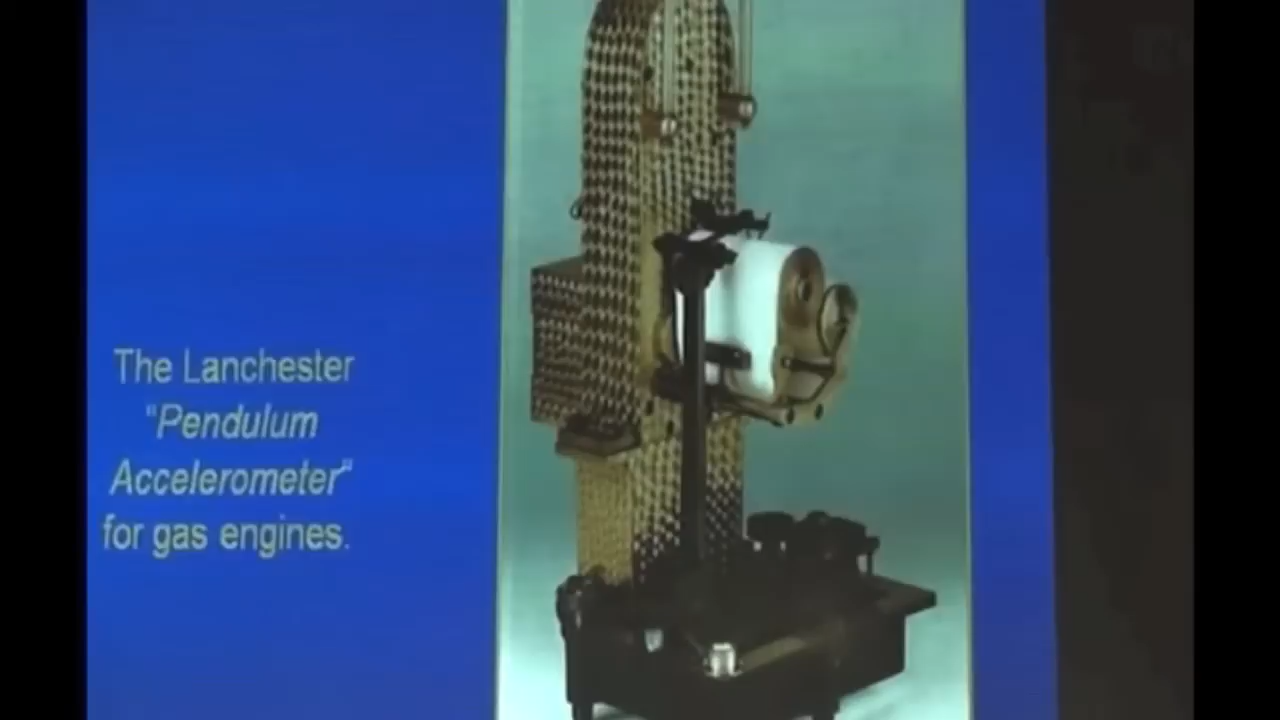 The Lanchester
"Pendulum
Accelerometer"
for gas engines.